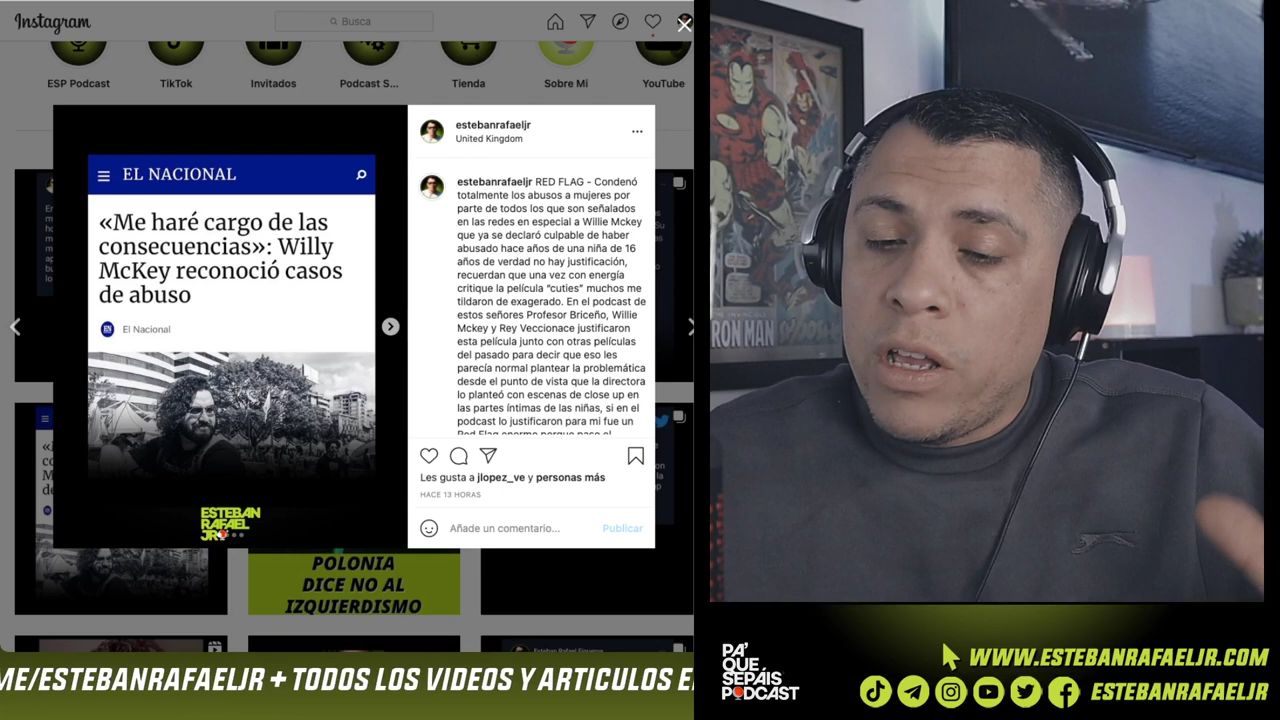 Instagram
Busca
ESP Podcast
TikTok
Invitados
Podcast S...
Tienda
Sobre Mi
YouTube
EL NACIONAL
«Me haré cargo de las
consecuencias»: Willy
McKey reconoció casos
de abuso
El Nacional
ESTEBAN
RAFAEL
JR
estebanrafaeljr
United Kingdom
estebanrafaeljr RED FLAG - Condenó
totalmente los abusos a mujeres por
parte de todos los que son señalados
en las redes en especial a Willie Mckey
que ya se declaró culpable de haber
abusado hace años de una niña de 16
años de verdad no hay justificación,
recuerdan que una vez con energía
critique la película “cuties” muchos me
tildaron de exagerado. En el podcast de
estos señores Profesor Briceño, Willie
Mckey y Rey Veccionace justificaron
esta película junto con otras películas
del pasado para decir que eso les
parecía normal plantear la problemática
desde el punto de vista que la directora
lo planteó con escenas de close up en
las partes íntimas de las niñas, si en el
podcast lo justificaron para mi fue un
Red Flag enorme porque paso el
Les gusta a jlopez_ve y personas más
HACE 13 HORAS
Añade un comentario...
Publicar
POLONIA
DICE NO AL
IZQUIERDISMO
ME/ESTEBANRAFAELJR + TODOS LOS VIDEOS Y ARTICULOS E
IRON MAN
PA'
QUE
SEPÁIS
PODCAST
WWW.ESTEBANRAFAELJR.COM
ESTEBANRAFAELJR